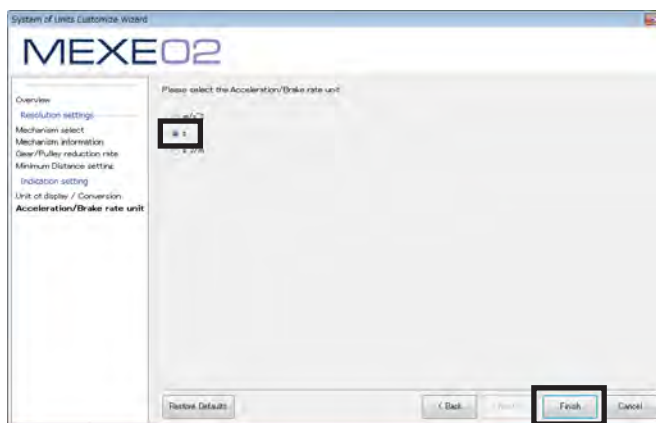 System of Units Customize Wizard
MEXE02
Overview
Resolution settings
Mechanism select
Mechanism information
Gear/Pulley reduction rate
Minimum Distance setting
Indication setting
Unit of display / Conversion
Acceleration/Brake rate unit
Please select the Acceleration/Brake rate unit
s
Restore Defaults
< Back
Finish
Cancel